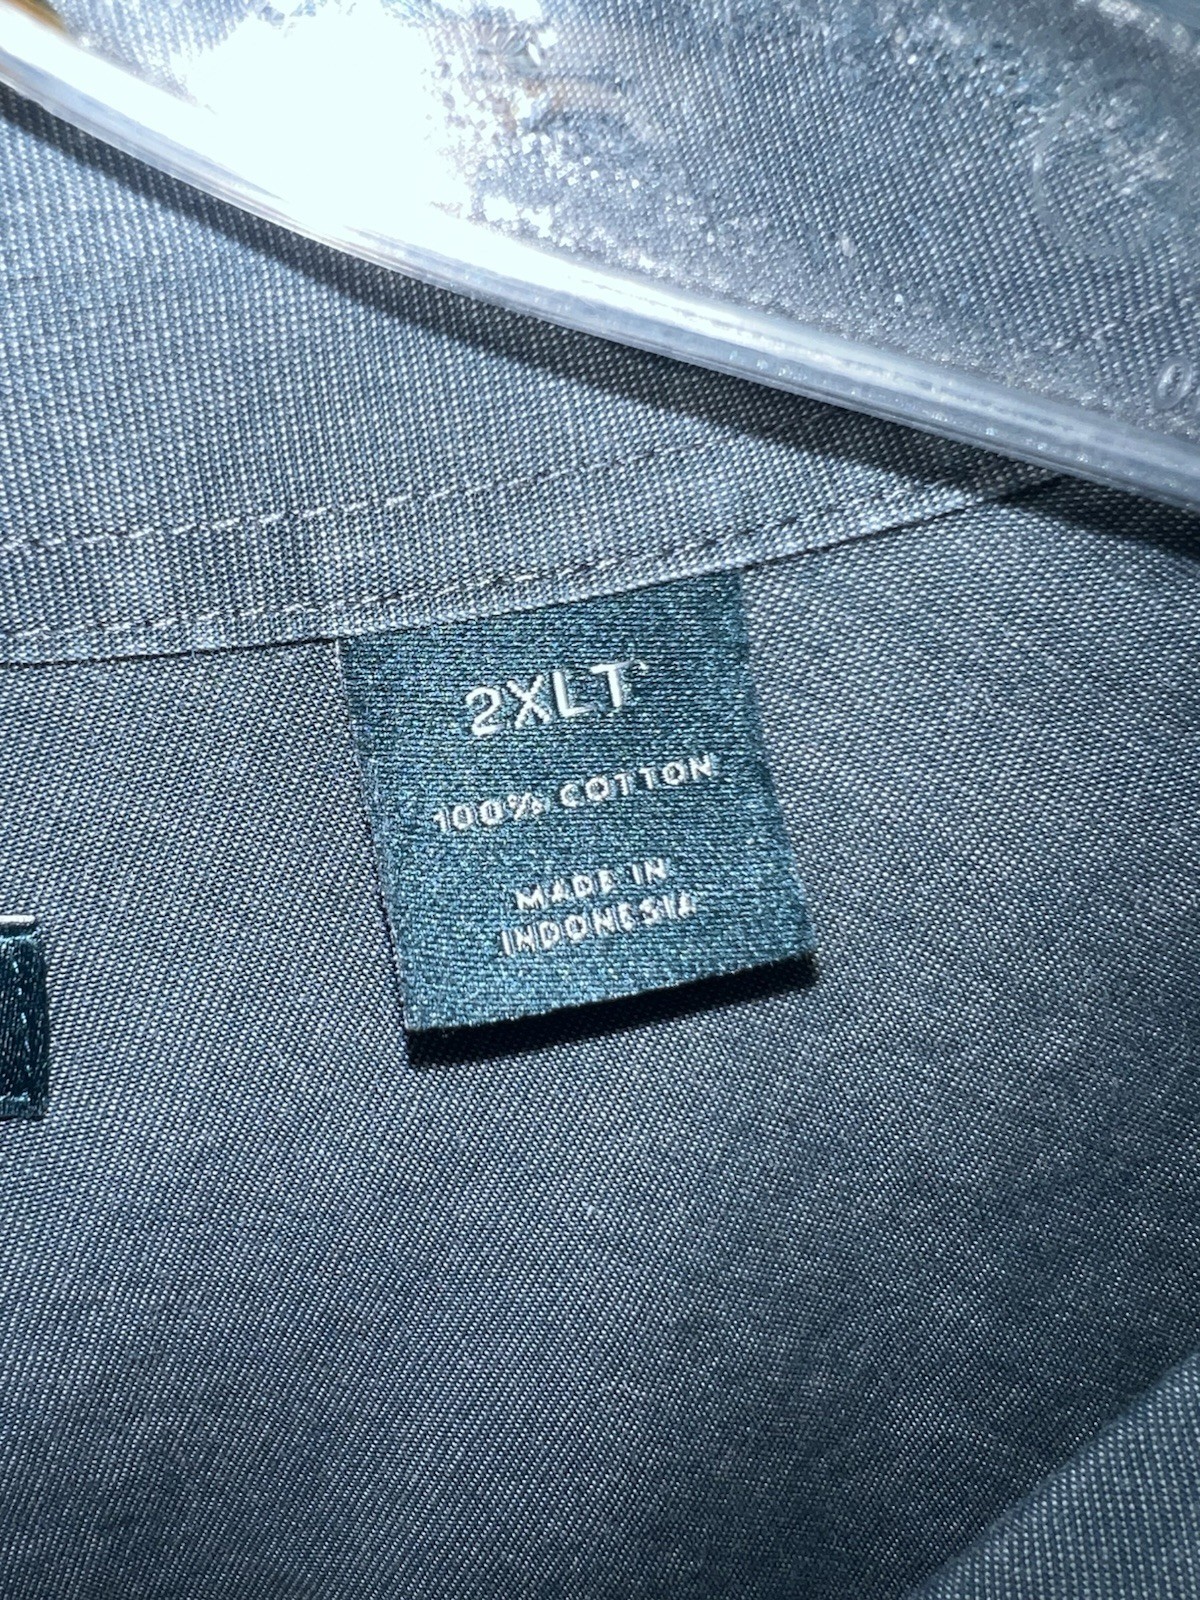 2XLT
100% COTTON
MADE IN
INDONESIA